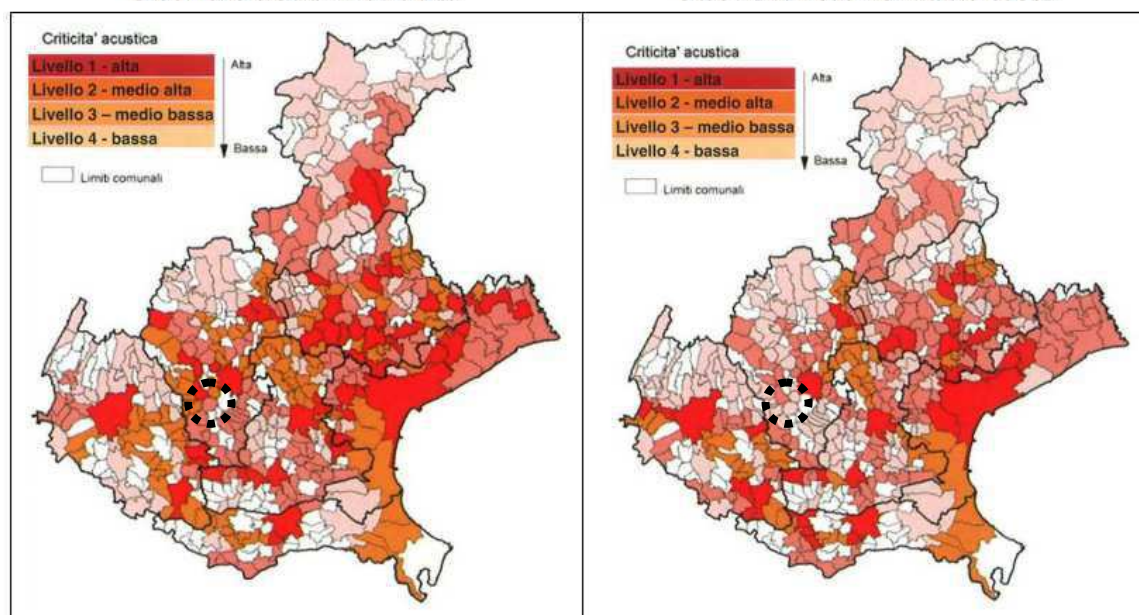 Criticita' acustica
Livello 1 - alta
Livello 2 - medio alta
Livello 3 – medio bassa
Livello 4 - bassa
Alta
Bassa
Limiti comunali
Criticita' acustica
Livello 1 - alta
Livello 2 - medio alta
Livello 3 – medio bassa
Livello 4 - bassa
Alta
Bassa
Limiti comunali